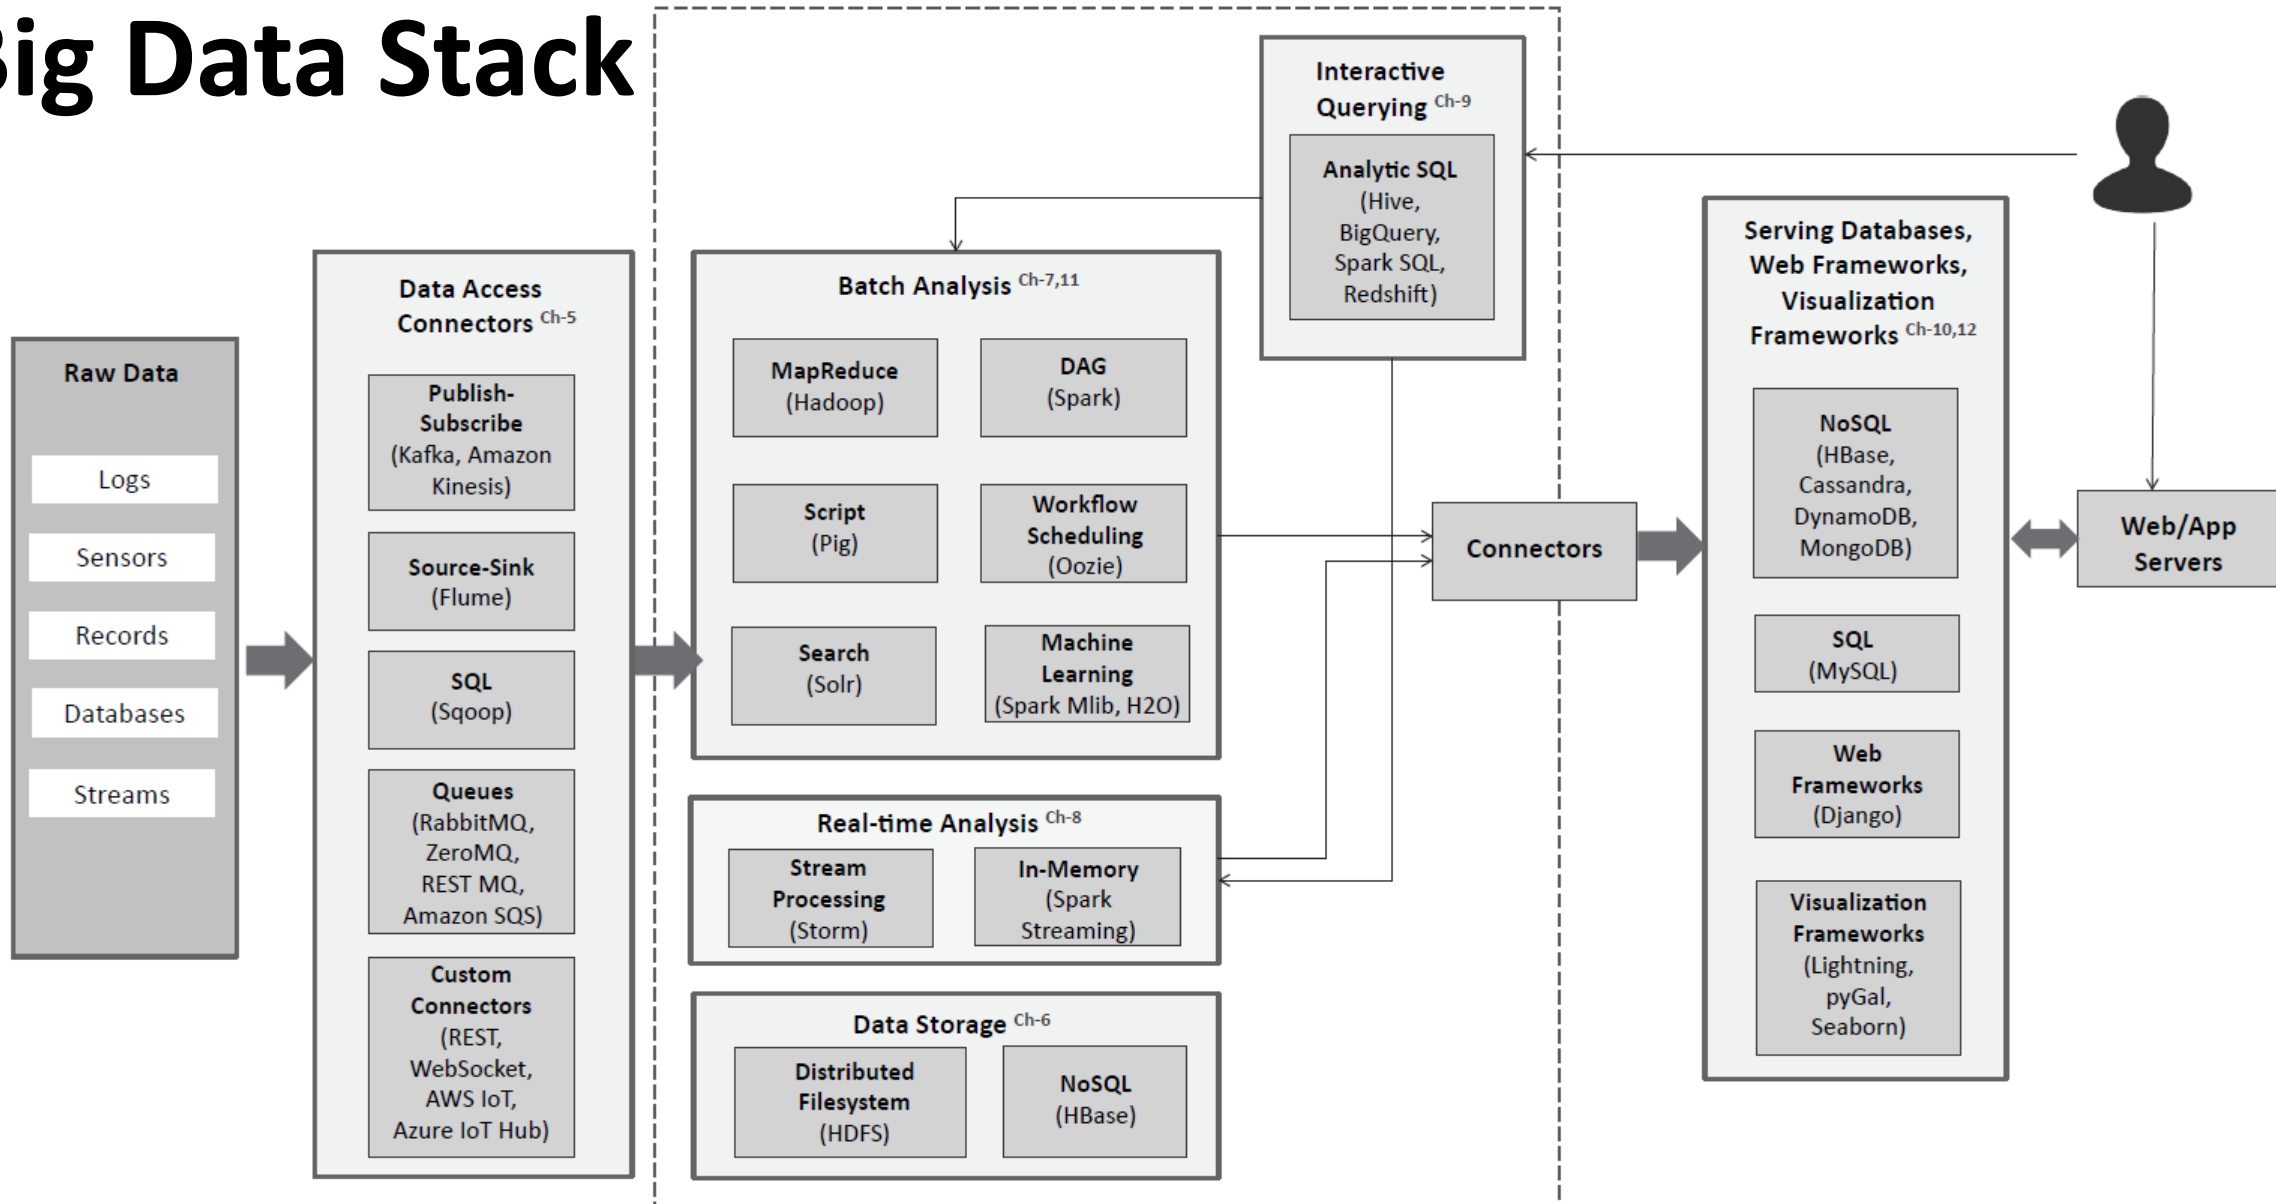 Big Data Stack
Raw Data
Logs
Sensors
Records
Databases
Streams
Data Access
Connectors Ch-5
Publish-
Subscribe
(Kafka, Amazon
Kinesis)
Source-Sink
(Flume)
SQL
(Sqoop)
Queues
(RabbitMQ,
ZeroMQ,
REST MQ,
Amazon SQS)
Custom
Connectors
(REST,
WebSocket,
AWS IoT,
Azure IoT Hub)
Batch Analysis Ch-7,11
MapReduce
(Hadoop)
DAG
(Spark)
Script
(Pig)
Workflow
Scheduling
(Oozie)
Search
(Solr)
Machine
Learning
(Spark Mlib, H2O)
Real-time Analysis Ch-8
Stream
Processing
(Storm)
In-Memory
(Spark
Streaming)
Data Storage Ch-6
Distributed
Filesystem
(HDFS)
NoSQL
(HBase)
Interactive
Querying Ch-9
Analytic SQL
(Hive,
BigQuery,
Spark SQL,
Redshift)
Connectors
Serving Databases,
Web Frameworks,
Visualization
Frameworks Ch-10,12
NoSQL
(HBase,
Cassandra,
DynamoDB,
MongoDB)
SQL
(MySQL)
Web
Frameworks
(Django)
Visualization
Frameworks
(Lightning,
pyGal,
Seaborn)
Web/App
Servers